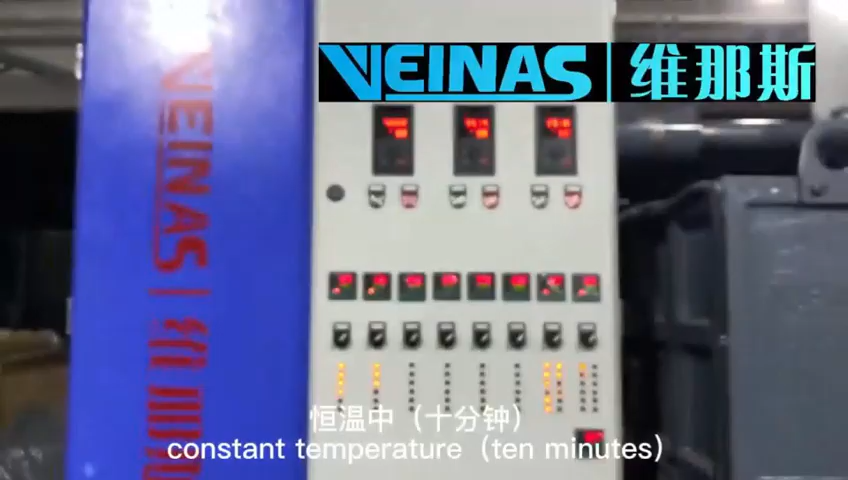 VEINAS | 维那斯
VEINAS |
恒温中（十分钟）
constant temperature（ten minutes）